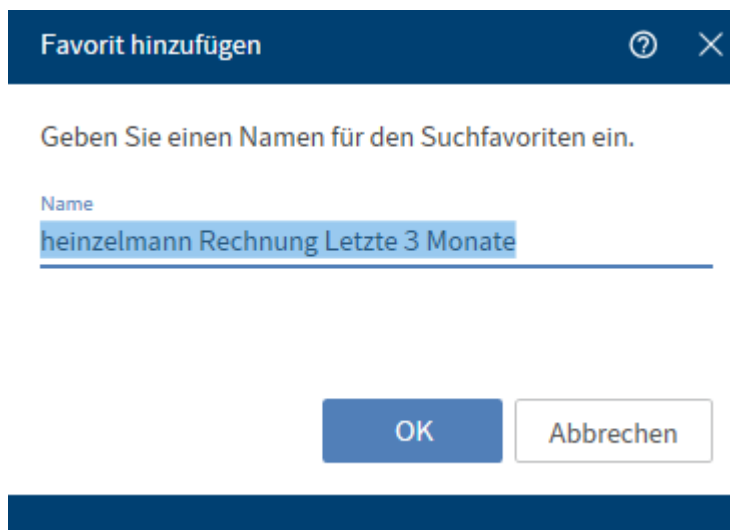 Favorit hinzufügen
Geben Sie einen Namen für den Suchfavoriten ein.
Name
heinzelmann Rechnung Letzte 3 Monate
OK
Abbrechen